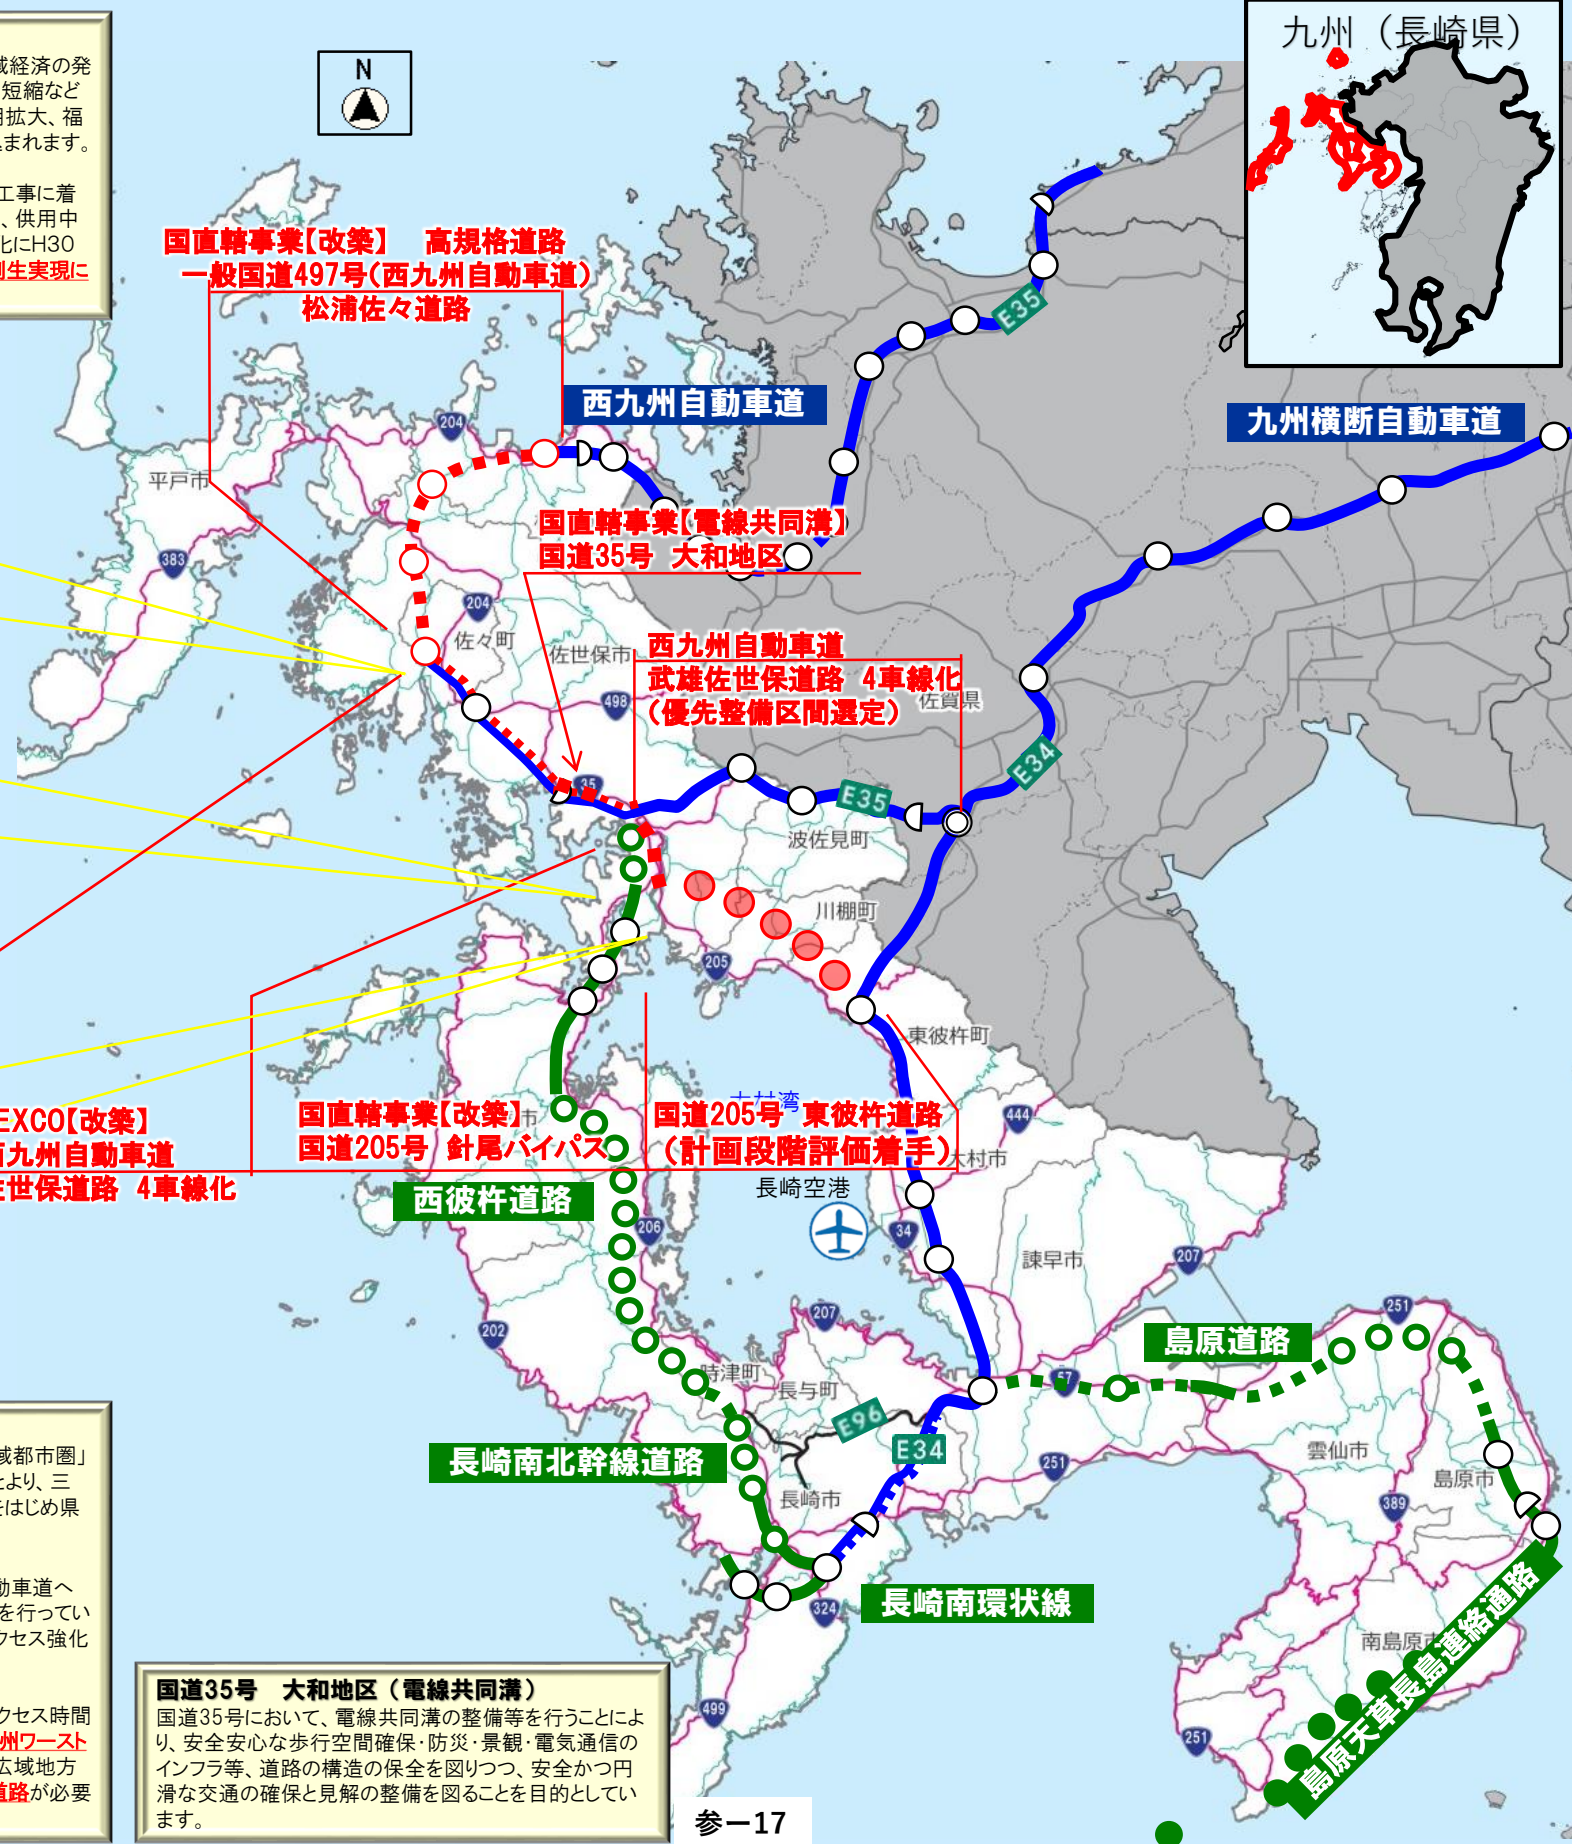 九州（長崎県）
域経済の発
短縮など
用拡大、福
込まれます。
工事に着
、供用中
化にH30
創生実現に
N
国直轄事業【改築】　高規格道路
一般国道497号（西九州自動車道）
松浦佐々道路
E35
西九州自動車道
九州横断自動車道
204
平戸市
国直轄事業【電線共同溝】
国道35号　大和地区
383
204
佐々町
佐世保市
西九州自動車道
武雄佐世保道路　4車線化
（優先整備区間選定）
佐賀県
498
E34
35
E35
波佐見町
川棚町
205
東彼杵町
大村湾
444
EXCO【改築】
西九州自動車道
佐世保道路　4車線化
市
国直轄事業【改築】
国道205号　針尾バイパス
国道205号　東彼杵道路
（計画段階評価着手）
大村市
長崎空港
西彼杵道路
206
34
諫早市
207
202
207
251
島原道路
時津町
長与町
57
E96
E34
長崎南北幹線道路
251
雲仙市
島原市
長崎市
389
域都市圏」
とより、三
をはじめ県
動車道へ
を行ってい
クセス強化
クセス時間
州ワースト
広域地方
道路が必要
長崎南環状線
324
南島原市
島原天草長島連絡道路
499
251
国道35号　大和地区（電線共同溝）
国道35号において、電線共同溝の整備等を行うことによ
り、安全安心な歩行空間確保・防災・景観・電気通信の
インフラ等、道路の構造の保全を図りつつ、安全かつ円
滑な交通の確保と見解の整備を図ることを目的としてい
ます。
参－17